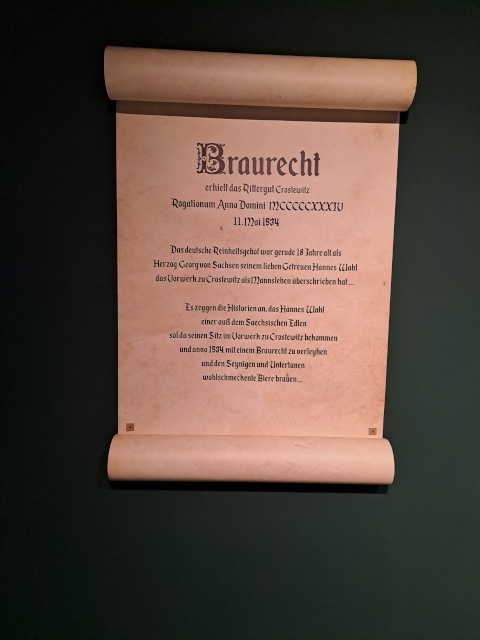 Braurecht
erhielt das Rittergut Crostewitz
Rogationum Anno Domini MCCCCCXXXIV
11. Mai 1534
Das deutsche Reinheitsgebot war gerade 18 Jahre alt als
Herzog Georg von Sachsen seinem lieben Getreuen Hannes Wahl
das Vorwerk zu Crostewitz als Mannslehen überschrieben hat ...
Es zeygen die Historien an, das Hannes Wahl
einer auß dem Saechsischen Edlen
sol da seinen Sitz im Vorwerk zu Crostewitz bekommen
und anno 1534 mit einem Braurecht zu verleyhen
und den Seynigen und Untertanen
wohlschmeckente Biere brauen ...